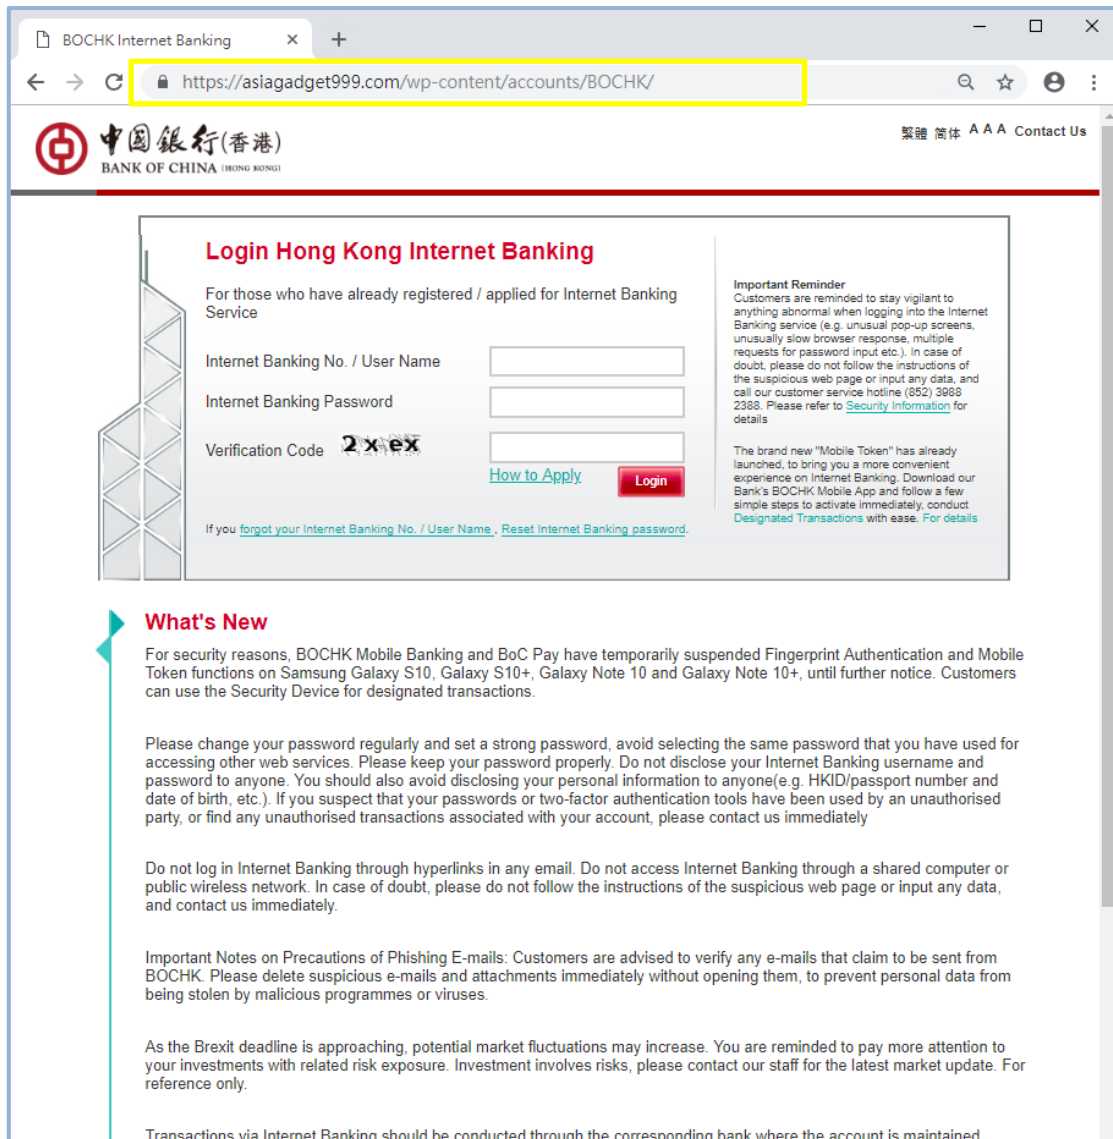 BOCHK Internet Banking
https://asiagadget999.com/wp-content/accounts/BOCHK/
中國銀行(香港)
BANK OF CHINA (HONG KONG)
繁體 简体 A A A Contact Us
Login Hong Kong Internet Banking
For those who have already registered / applied for Internet Banking
Service
Internet Banking No. / User Name
Internet Banking Password
Verification Code 2xex
How to Apply
Login
If you forgot your Internet Banking No. / User Name , Reset Internet Banking password.
Important Reminder
Customers are reminded to stay vigilant to
anything abnormal when logging into the Internet
Banking service (e.g. unusual pop-up screens,
unusually slow browser response, multiple
requests for password input etc.). In case of
doubt, please do not follow the instructions of
the suspicious web page or input any data, and
call our customer service hotline (852) 3988
2388. Please refer to Security Information for
details
The brand new "Mobile Token" has already
launched, to bring you a more convenient
experience on Internet Banking. Download our
Bank's BOCHK Mobile App and follow a few
simple steps to activate immediately, conduct
Designated Transactions with ease. For details
What's New
For security reasons, BOCHK Mobile Banking and BoC Pay have temporarily suspended Fingerprint Authentication and Mobile
Token functions on Samsung Galaxy S10, Galaxy S10+, Galaxy Note 10 and Galaxy Note 10+, until further notice. Customers
can use the Security Device for designated transactions.
Please change your password regularly and set a strong password, avoid selecting the same password that you have used for
accessing other web services. Please keep your password properly. Do not disclose your Internet Banking username and
password to anyone. You should also avoid disclosing your personal information to anyone(e.g. HKID/passport number and
date of birth, etc.). If you suspect that your passwords or two-factor authentication tools have been used by an unauthorised
party, or find any unauthorised transactions associated with your account, please contact us immediately
Do not log in Internet Banking through hyperlinks in any email. Do not access Internet Banking through a shared computer or
public wireless network. In case of doubt, please do not follow the instructions of the suspicious web page or input any data,
and contact us immediately.
Important Notes on Precautions of Phishing E-mails: Customers are advised to verify any e-mails that claim to be sent from
BOCHK. Please delete suspicious e-mails and attachments immediately without opening them, to prevent personal data from
being stolen by malicious programmes or viruses.
As the Brexit deadline is approaching, potential market fluctuations may increase. You are reminded to pay more attention to
your investments with related risk exposure. Investment involves risks, please contact our staff for the latest market update. For
reference only.
Transactions via Internet Banking should be conducted through the corresponding bank where the account is maintained